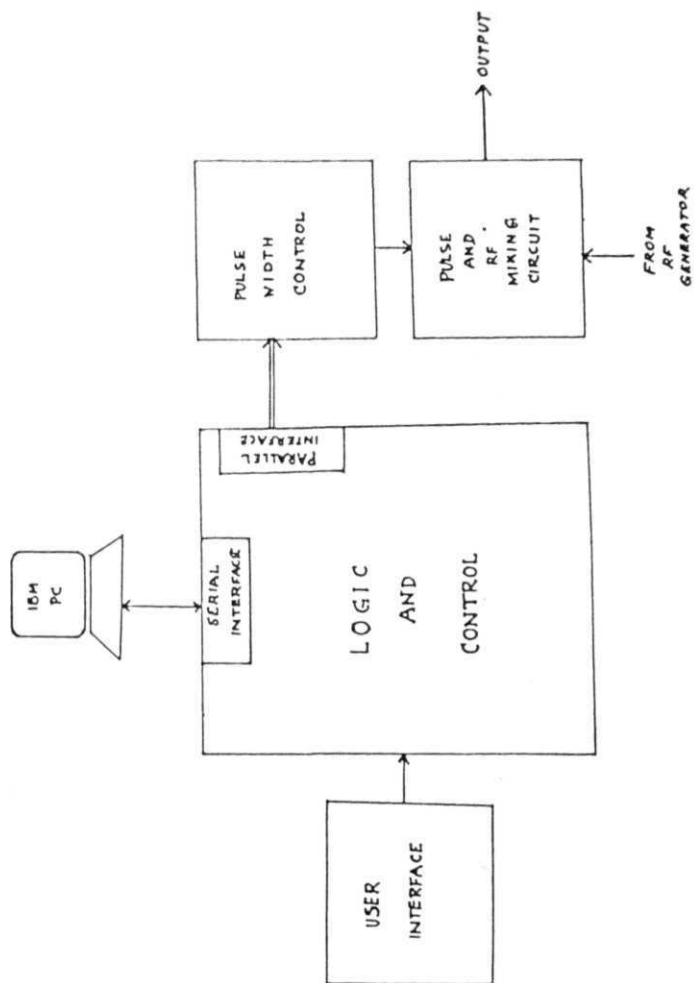 IBM
PC
SERIAL
INTERFACE
PARALLEL
INTERFACE
USER
INTERFACE
LOGIC
AND
CONTROL
PULSE
WIDTH
CONTROL
PULSE
AND
RF
MIXING
CIRCUIT
OUTPUT
FROM
RF
GENERATOR